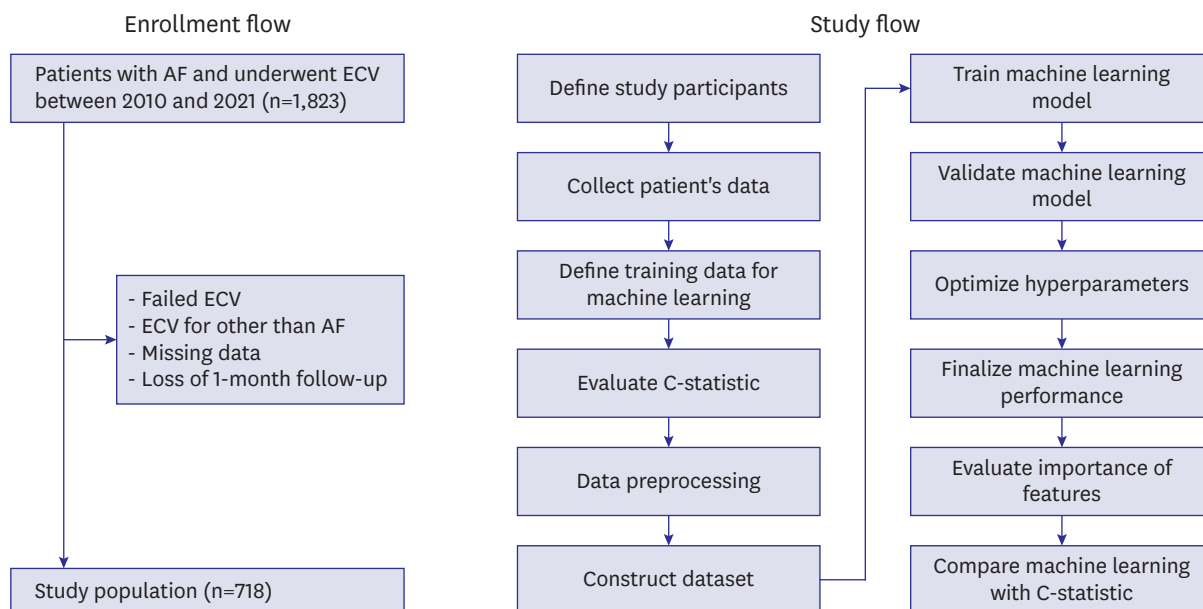 Enrollment flow
Patients with AF and underwent ECV
between 2010 and 2021 (n=1,823)
- Failed ECV
- ECV for other than AF
- Missing data
- Loss of 1-month follow-up
Study population (n=718)
Study flow
Define study participants
Collect patient's data
Define training data for
machine learning
Evaluate C-statistic
Data preprocessing
Construct dataset
Train machine learning
model
Validate machine learning
model
Optimize hyperparameters
Finalize machine learning
performance
Evaluate importance of
features
Compare machine learning
with C-statistic